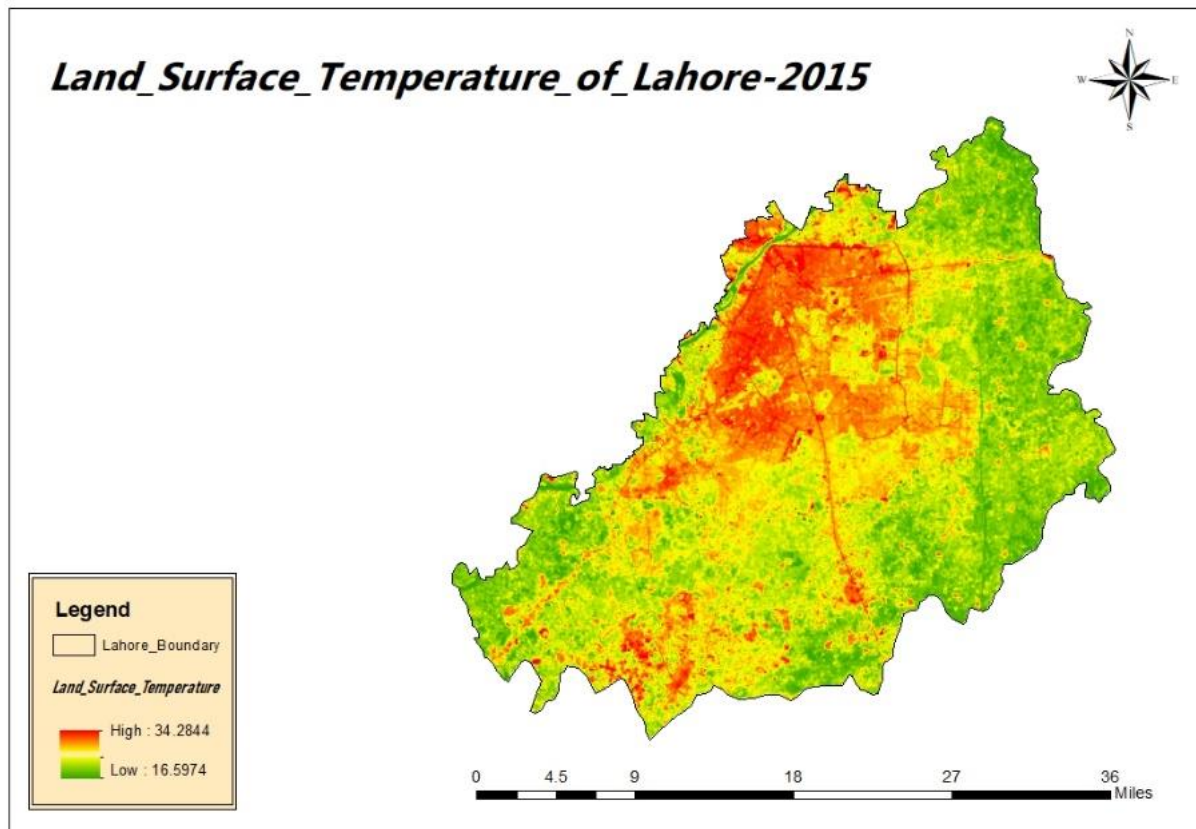 Land_Surface_Temperature_of_Lahore-2015
N
W E
S
Legend
Lahore_Boundary
Land_Surface_Temperature
High : 34.2844
Low : 16.5974
0 4.5 9 18 27 36
Miles